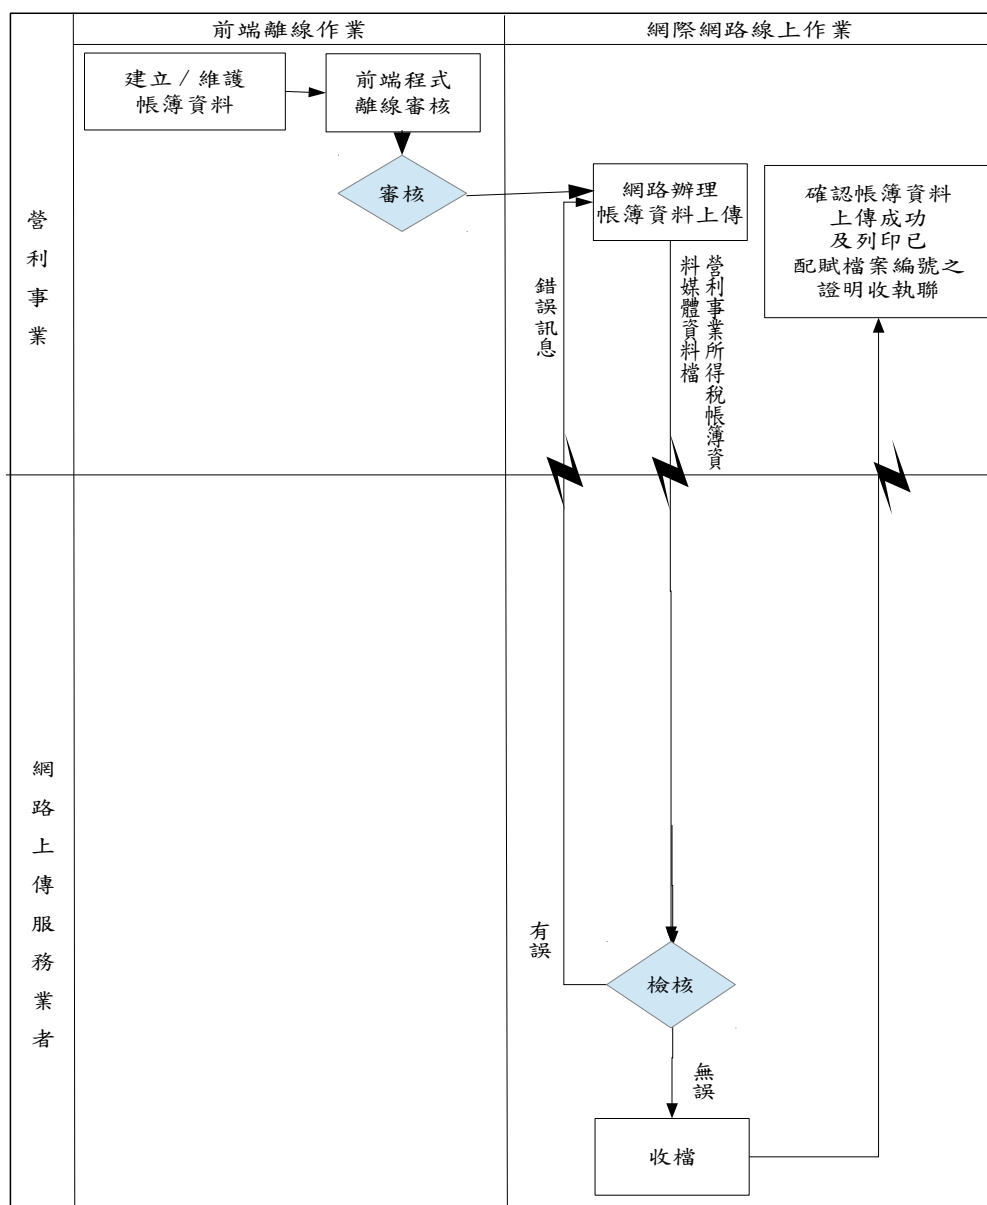 前端離線作業
網際網路線上作業
營利事業
建立 / 維護
帳簿資料
前端程式
離線審核
審核
網路辦理
帳簿資料上傳
確認帳簿資料
上傳成功
及列印已
配賦檔案編號之
證明收執聯
錯誤訊息
營利事業所得稅帳簿資
料媒體資料檔
網路上傳服務業者
有誤
檢核
無誤
收檔